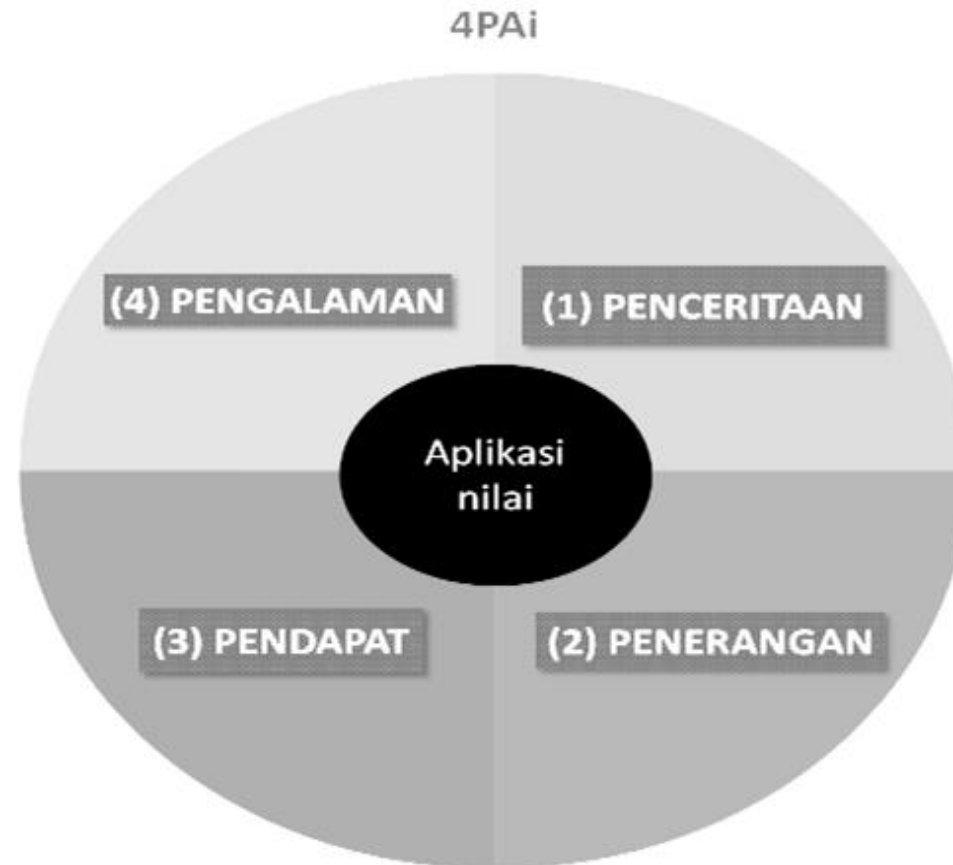 4PAi
(4) PENGALAMAN
(1) PENCERITAAN
Aplikasi
nilai
(3) PENDAPAT
(2) PENERANGAN